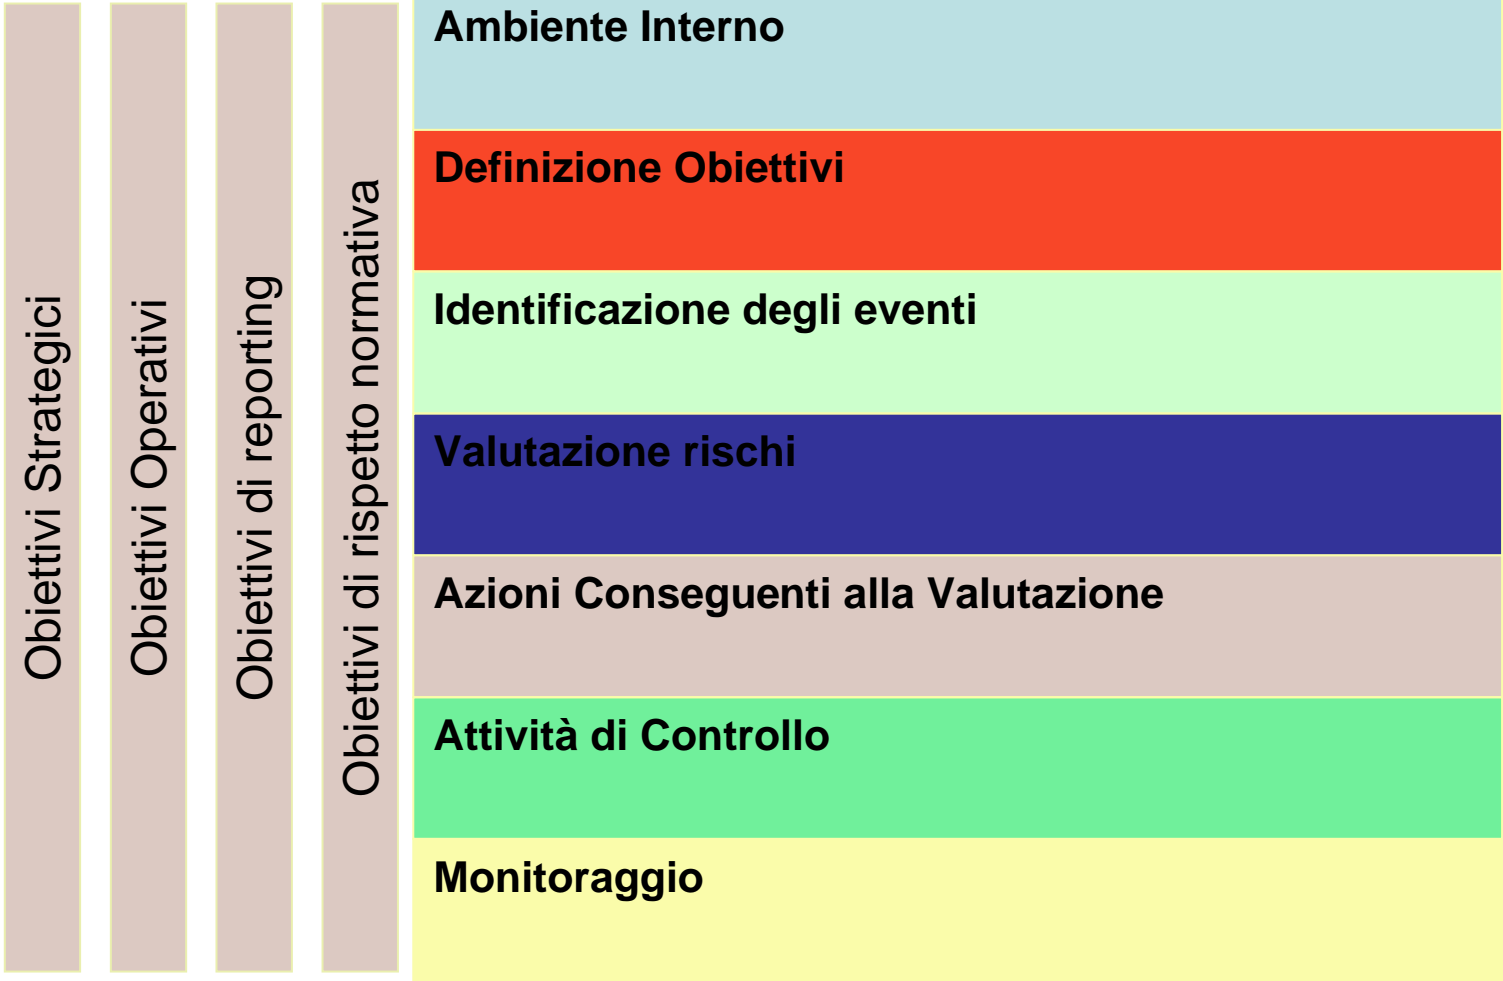 Obiettivi Strategici
Obiettivi Operativi
Obiettivi di reporting
Obiettivi di rispetto normativa
Ambiente Interno
Definizione Obiettivi
Identificazione degli eventi
Valutazione rischi
Azioni Conseguenti alla Valutazione
Attività di Controllo
Monitoraggio